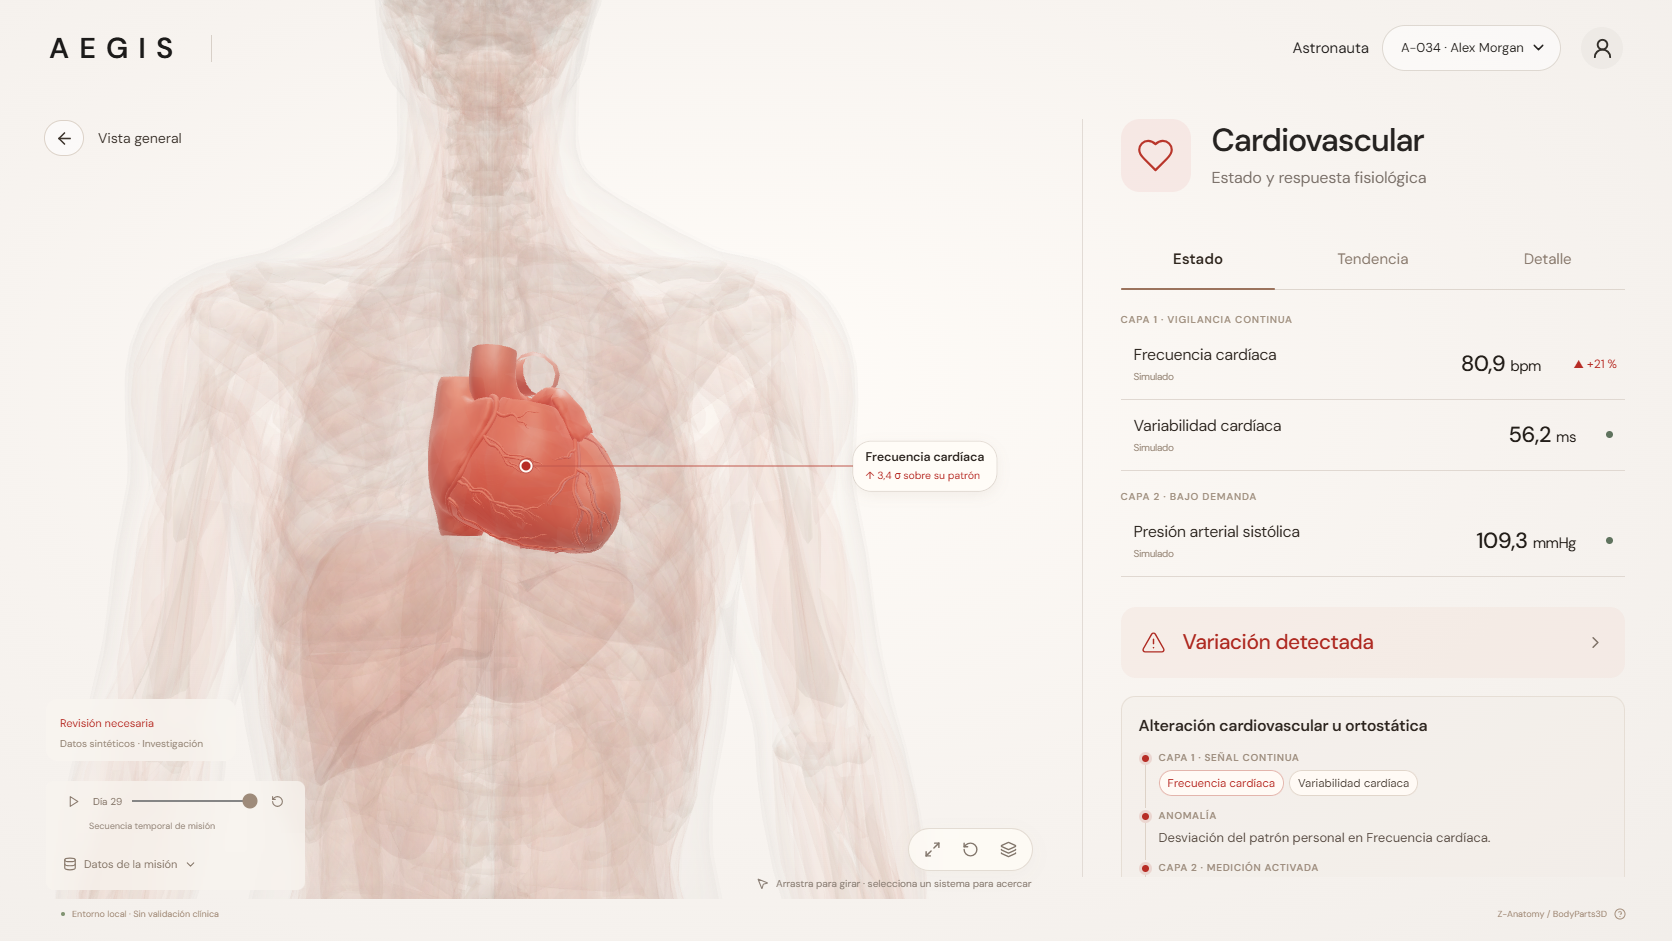 AEGIS
Astronauta
A-034 · Alex Morgan
Vista general
Cardiovascular
Estado y respuesta fisiológica
Estado
Tendencia
Detalle
CAPA 1 · VIGILANCIA CONTINUA
Frecuencia cardíaca
80,9 bpm
▲ +21 %
Simulado
Variabilidad cardíaca
56,2 ms
Simulado
Frecuencia cardíaca
↑ 3,4 σ sobre su patrón
CAPA 2 · BAJO DEMANDA
Presión arterial sistólica
109,3 mmHg
Simulado
Variación detectada
Alteración cardiovascular u ortostática
CAPA 1 · SEÑAL CONTINUA
Frecuencia cardíaca
Variabilidad cardíaca
ANOMALÍA
Desviación del patrón personal en Frecuencia cardíaca.
CAPA 2 · MEDICIÓN ACTIVADA
Revisión necesaria
Datos sintéticos · Investigación
Día 29
Secuencia temporal de misión
Datos de la misión
Arrastra para girar · selecciona un sistema para acercar
Entorno local · Sin validación clínica
Z-Anatomy / BodyParts3D